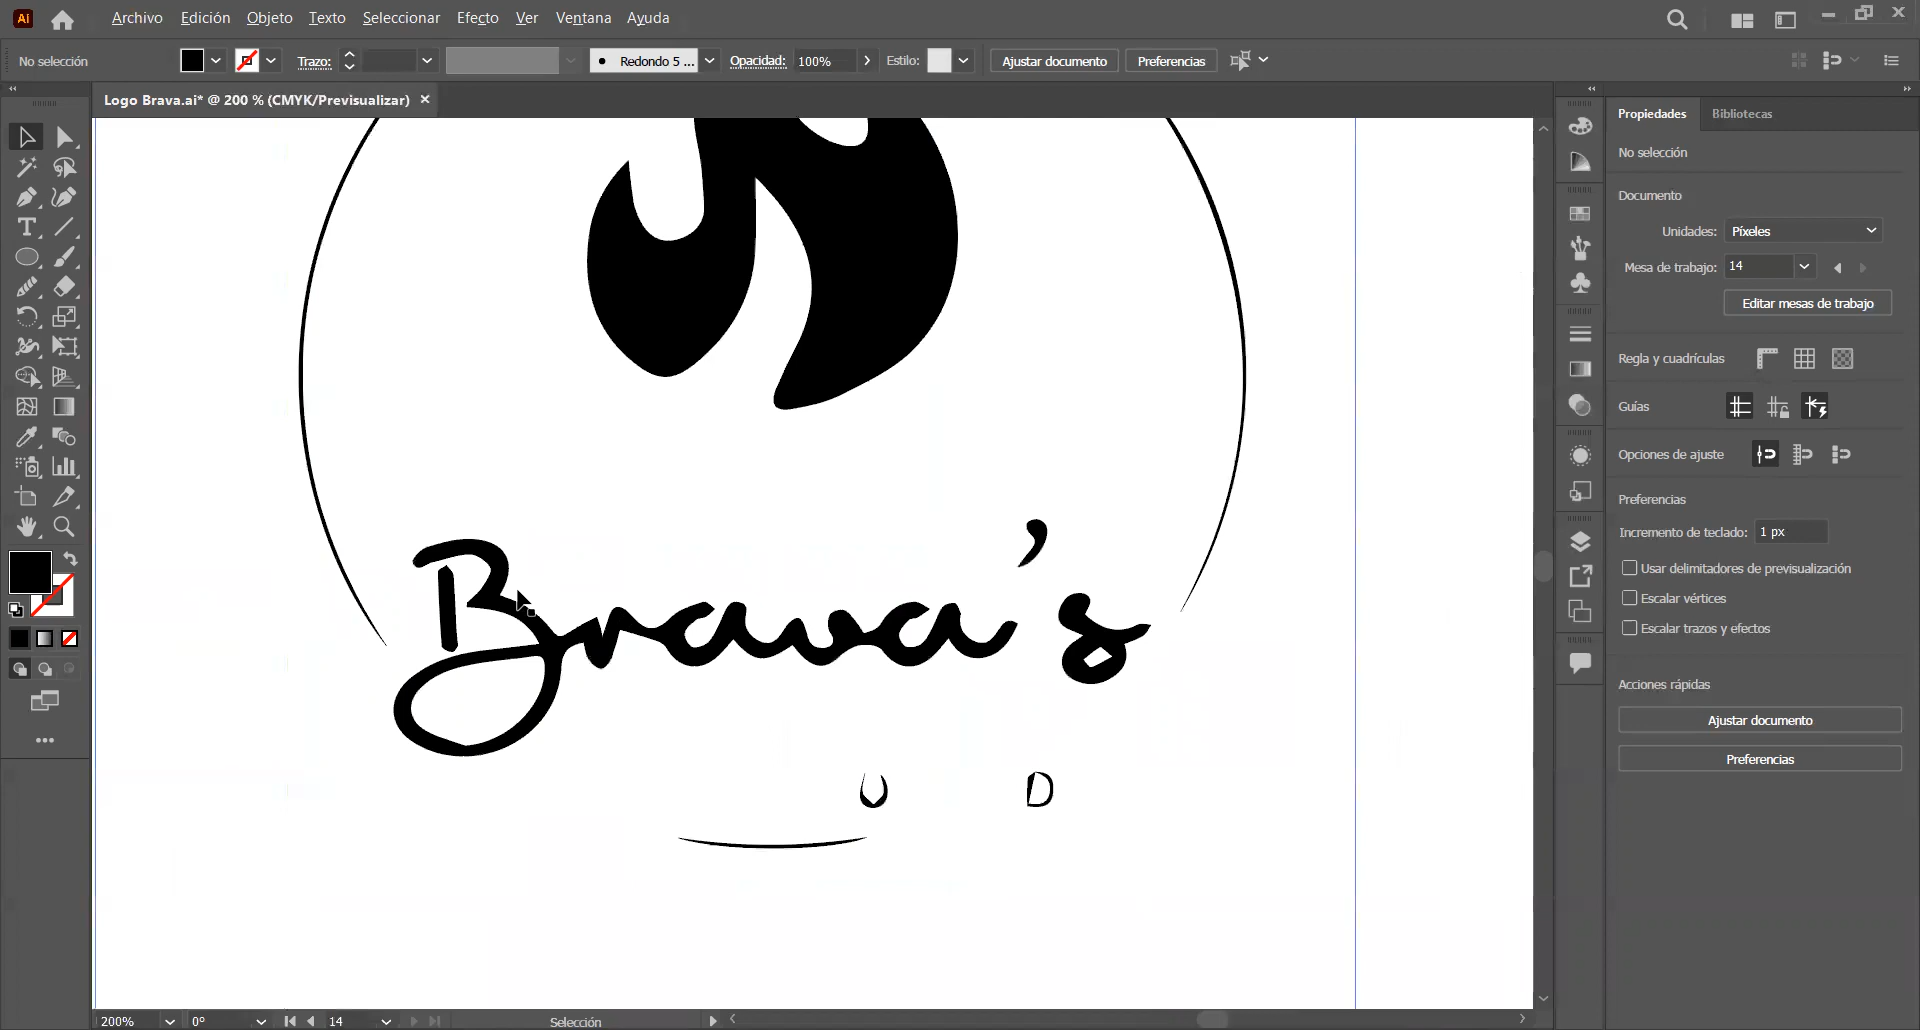 Ai Archivo Edición Objeto Texto Seleccionar Efecto Ver Ventana Ayuda
No selección Trazo: Redondo 5 ... Opacidad: 100% Estilo: Ajustar documento Preferencias
Logo Brava.ai* @ 200 % (CMYK/Previsualizar)
Propiedades Bibliotecas
No selección
Documento
Unidades: Píxeles
Mesa de trabajo: 14
Editar mesas de trabajo
Regla y cuadrículas
Guías
Opciones de ajuste
Preferencias
Incremento de teclado: 1 px
Usar delimitadores de previsualización
Escalar vértices
Escalar trazos y efectos
Acciones rápidas
Ajustar documento
Preferencias
Brava's
U D
200% 0° 14 Selección